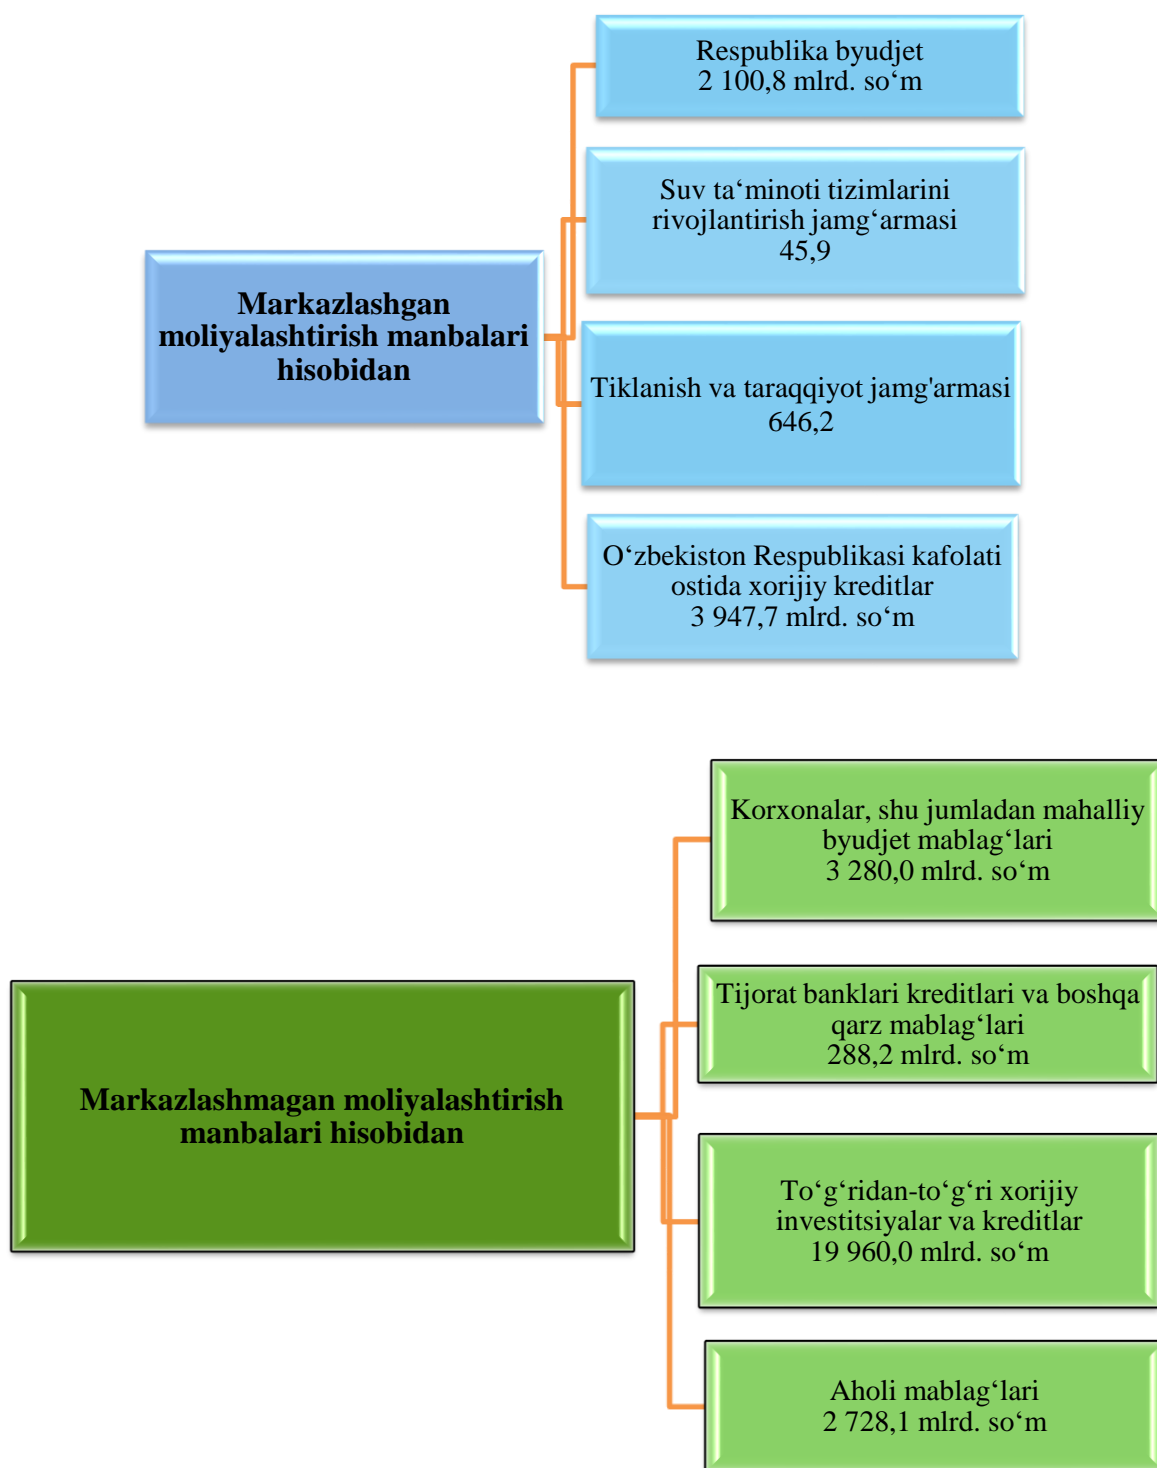 Respublika byudjet
2 100,8 mlrd. so‘m
Suv ta‘minoti tizimlarini
rivojlantirish jamg‘armasi
45,9
Markazlashgan
moliyalashtirish manbalari
hisobidan
Tiklanish va taraqqiyot jamg'armasi
646,2
O‘zbekiston Respublikasi kafolati
ostida xorijiy kreditlar
3 947,7 mlrd. so‘m
Korxonalar, shu jumladan mahalliy
byudjet mablag‘lari
3 280,0 mlrd. so‘m
Tijorat banklari kreditlari va boshqa
qarz mablag‘lari
288,2 mlrd. so‘m
Markazlashmagan moliyalashtirish
manbalari hisobidan
To‘g‘ridan-to‘g‘ri xorijiy
investitsiyalar va kreditlar
19 960,0 mlrd. so‘m
Aholi mablag‘lari
2 728,1 mlrd. so‘m